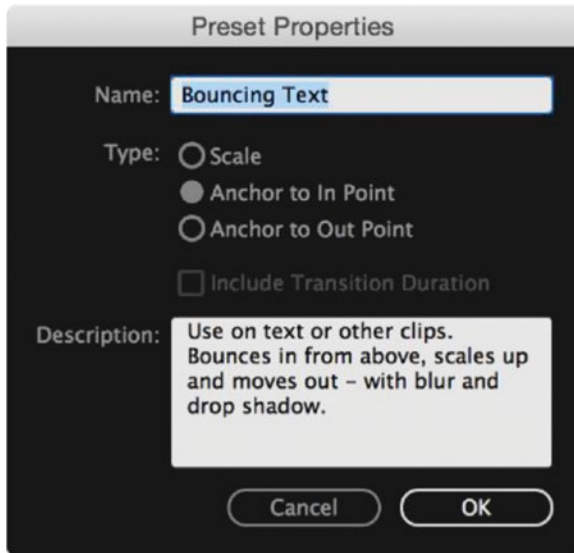 Preset Properties
Name: Bouncing Text
Type: Scale
Anchor to In Point
Anchor to Out Point
Include Transition Duration
Description: Use on text or other clips.
Bounces in from above, scales up
and moves out – with blur and
drop shadow.
Cancel OK